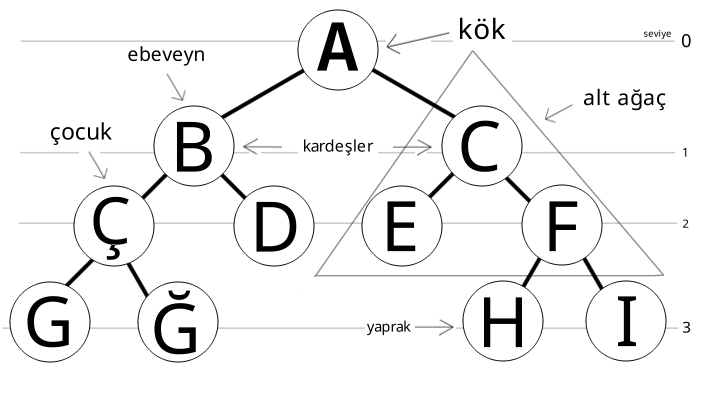 kök
seviye 0
A
ebeveyn
alt ağaç
çocuk
B kardeşler C 1
Ç D E F 2
G Ğ yaprak H I 3